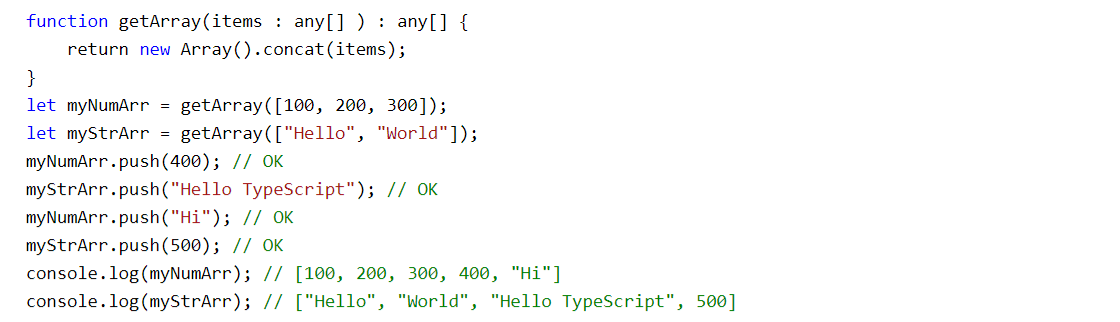 function getArray(items : any[] ) : any[] {
    return new Array().concat(items);
}
let myNumArr = getArray([100, 200, 300]);
let myStrArr = getArray(["Hello", "World"]);
myNumArr.push(400); // OK
myStrArr.push("Hello TypeScript"); // OK
myNumArr.push("Hi"); // OK
myStrArr.push(500); // OK
console.log(myNumArr); // [100, 200, 300, 400, "Hi"]
console.log(myStrArr); // ["Hello", "World", "Hello TypeScript", 500]